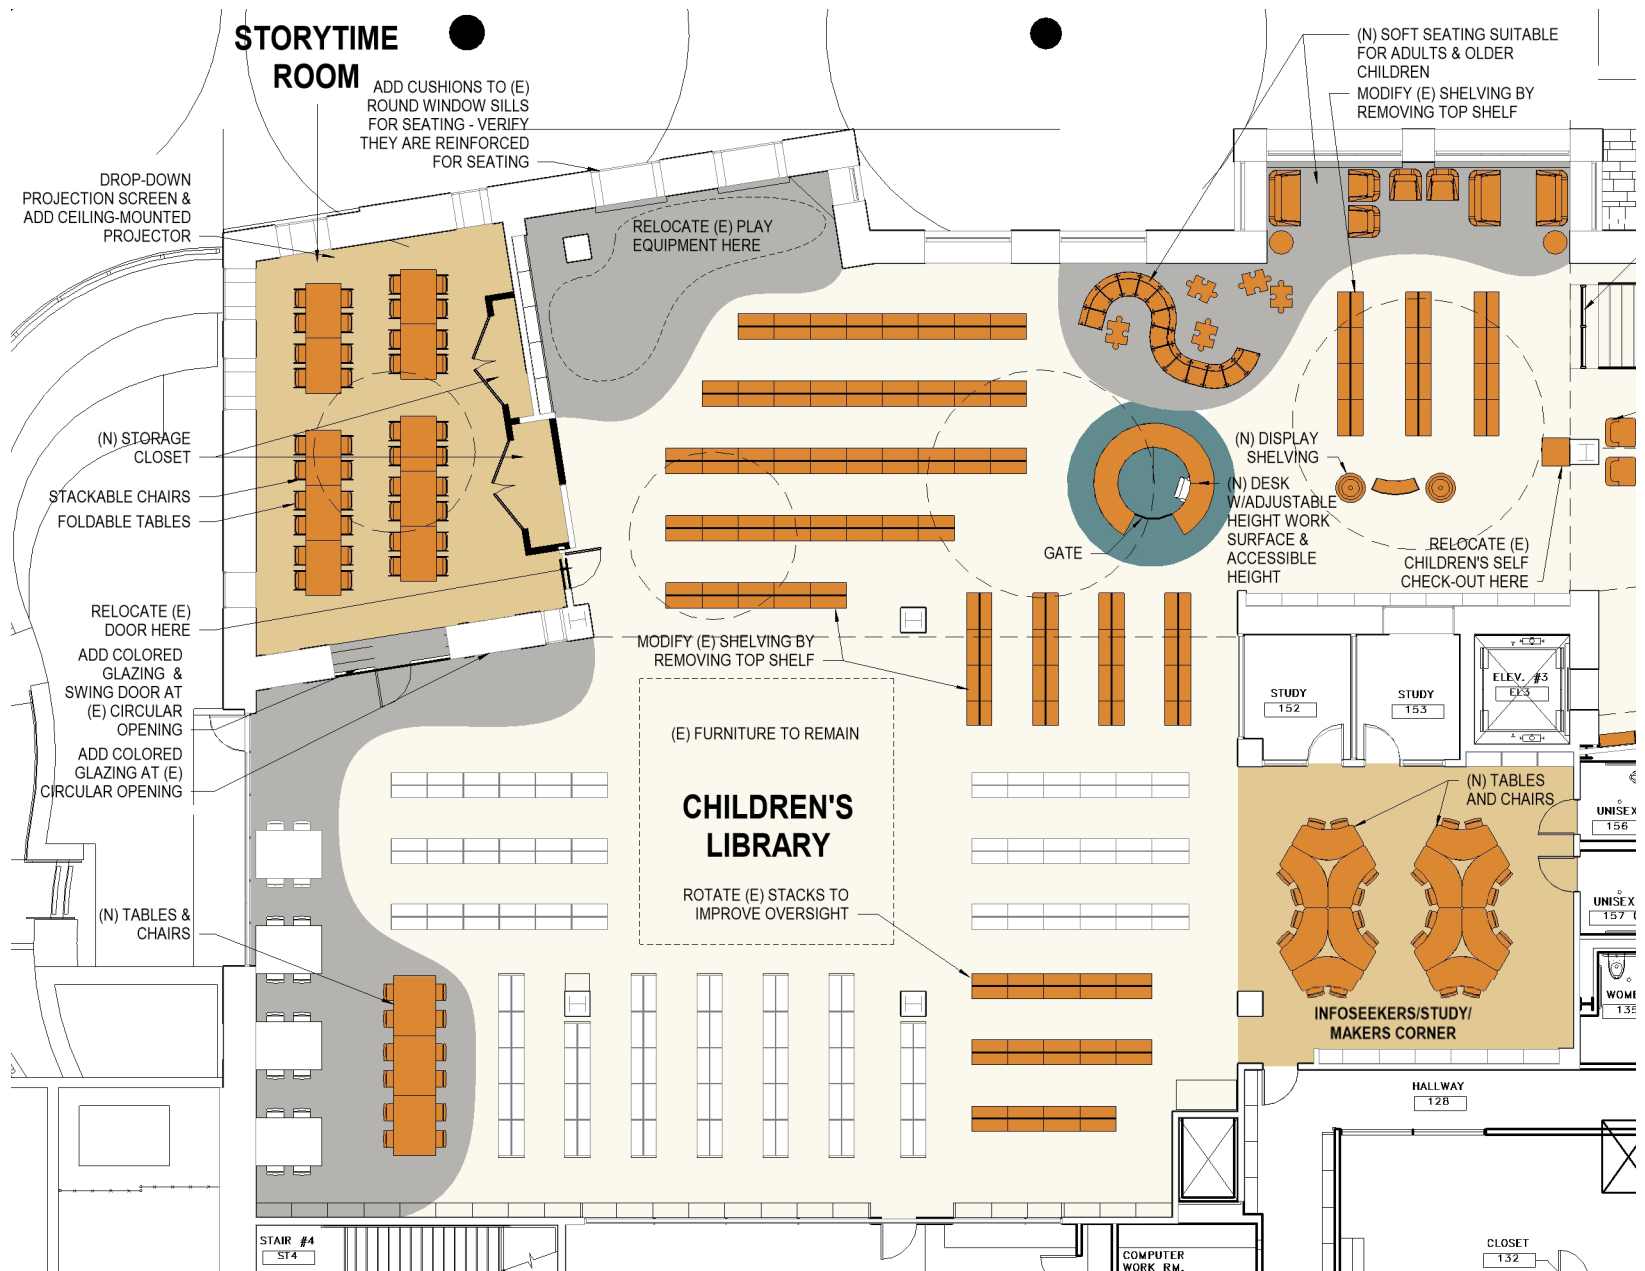 STORYTIME
ROOM
ADD CUSHIONS TO (E)
ROUND WINDOW SILLS
FOR SEATING - VERIFY
THEY ARE REINFORCED
FOR SEATING
(N) SOFT SEATING SUITABLE
FOR ADULTS & OLDER
CHILDREN
MODIFY (E) SHELVING BY
REMOVING TOP SHELF
DROP-DOWN
PROJECTION SCREEN &
ADD CEILING-MOUNTED
PROJECTOR
RELOCATE (E) PLAY
EQUIPMENT HERE
(N) STORAGE
CLOSET
STACKABLE CHAIRS
FOLDABLE TABLES
(N) DISPLAY
SHELVING
(N) DESK
W/ADJUSTABLE
HEIGHT WORK
SURFACE &
ACCESSIBLE
HEIGHT
GATE
RELOCATE (E)
CHILDREN'S SELF
CHECK-OUT HERE
RELOCATE (E)
DOOR HERE
ADD COLORED
GLAZING &
SWING DOOR AT
(E) CIRCULAR
OPENING
ADD COLORED
GLAZING AT (E)
CIRCULAR OPENING
MODIFY (E) SHELVING BY
REMOVING TOP SHELF
STUDY
152
STUDY
153
ELEV. #3
EL3
(E) FURNITURE TO REMAIN
CHILDREN'S
LIBRARY
ROTATE (E) STACKS TO
IMPROVE OVERSIGHT
(N) TABLES
AND CHAIRS
UNISEX
156
UNISEX
157
(N) TABLES &
CHAIRS
WOME
135
INFOSEEKERS/STUDY/
MAKERS CORNER
HALLWAY
128
STAIR #4
ST4
COMPUTER
WORK RM.
CLOSET
132